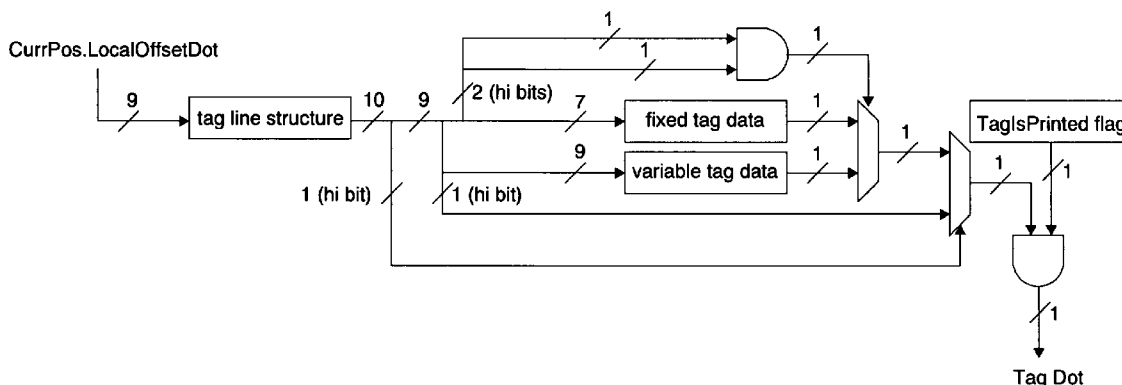 1
1
1
CurrPos.LocalOffsetDot
9
tag line structure
10
9
2 (hi bits)
7
fixed tag data
1
1
TagIsPrinted flag
9
variable tag data
1
1
1
1 (hi bit)
1 (hi bit)
1
Tag Dot